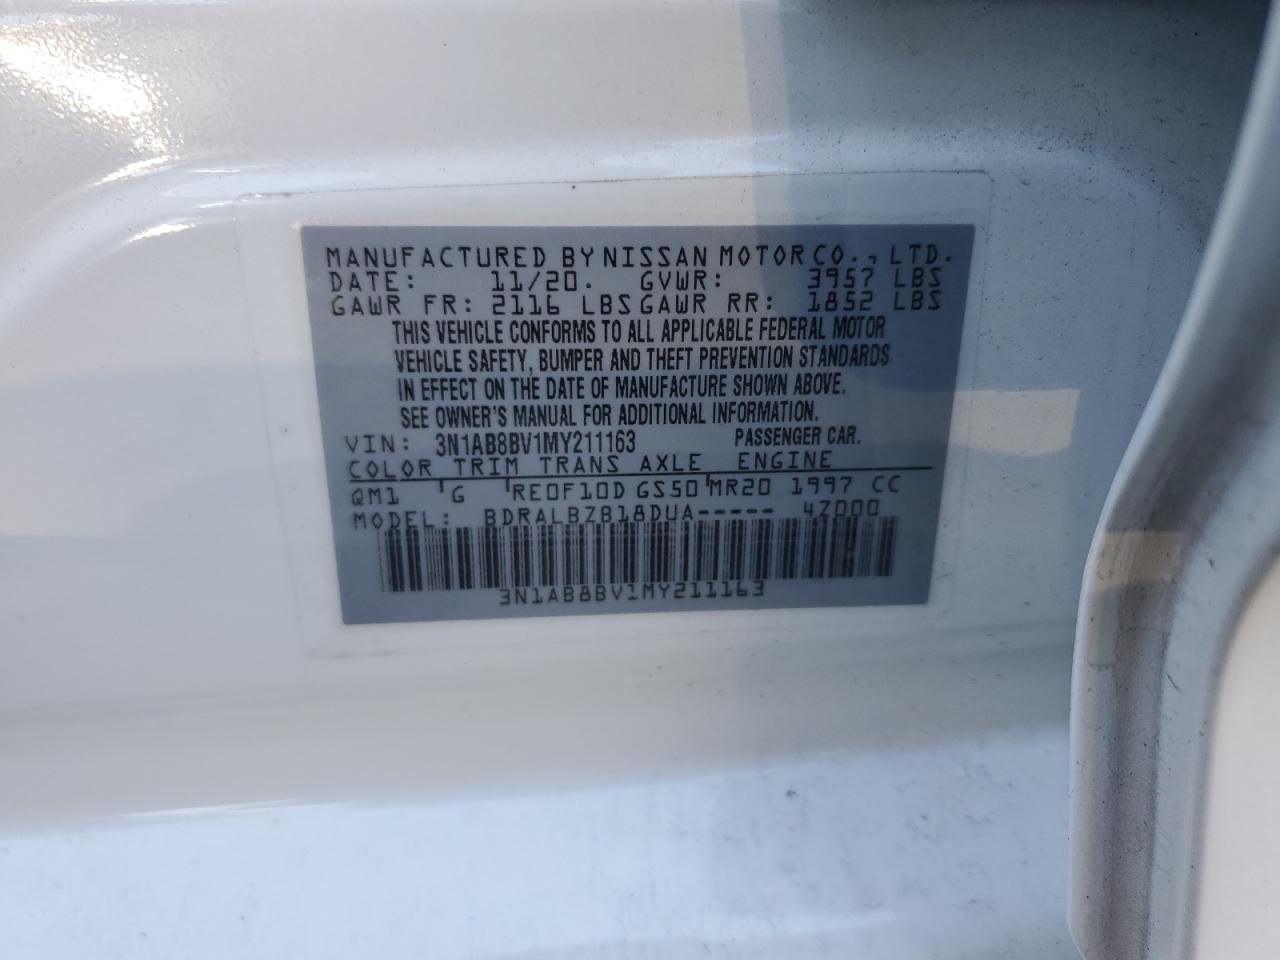 MANUFACTURED BY NISSAN MOTOR CO., LTD.
DATE: 11/20. GVWR: 3957 LBS
GAWR FR: 2116 LBS GAWR RR: 1852 LBS
THIS VEHICLE CONFORMS TO ALL APPLICABLE FEDERAL MOTOR
VEHICLE SAFETY, BUMPER AND THEFT PREVENTION STANDARDS
IN EFFECT ON THE DATE OF MANUFACTURE SHOWN ABOVE.
SEE OWNER'S MANUAL FOR ADDITIONAL INFORMATION.
VIN: 3N1AB8BV1MY211163 PASSENGER CAR.
COLOR TRIM TRANS AXLE ENGINE
QM1 G RE0F10D GS50 MR20 1997 CC
MODEL: BDRALBZB18DUA----- 4Z000
3N1AB8BV1MY211163